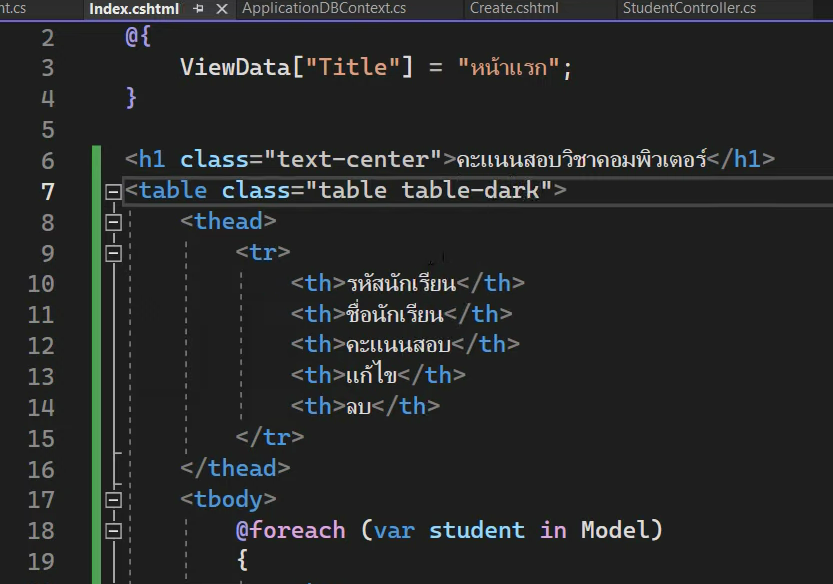 nt.cs Index.cshtml ApplicationDBContext.cs Create.cshtml StudentController.cs
2 @{
3 ViewData["Title"] = "หน้าแรก";
4 }
5
6 <h1 class="text-center">คะแนนสอบวิชาคอมพิวเตอร์</h1>
7 <table class="table table-dark">
8 <thead>
9 <tr>
10 <th>รหัสนักเรียน</th>
11 <th>ชื่อนักเรียน</th>
12 <th>คะแนนสอบ</th>
13 <th>แก้ไข</th>
14 <th>ลบ</th>
15 </tr>
16 </thead>
17 <tbody>
18 @foreach (var student in Model)
19 {